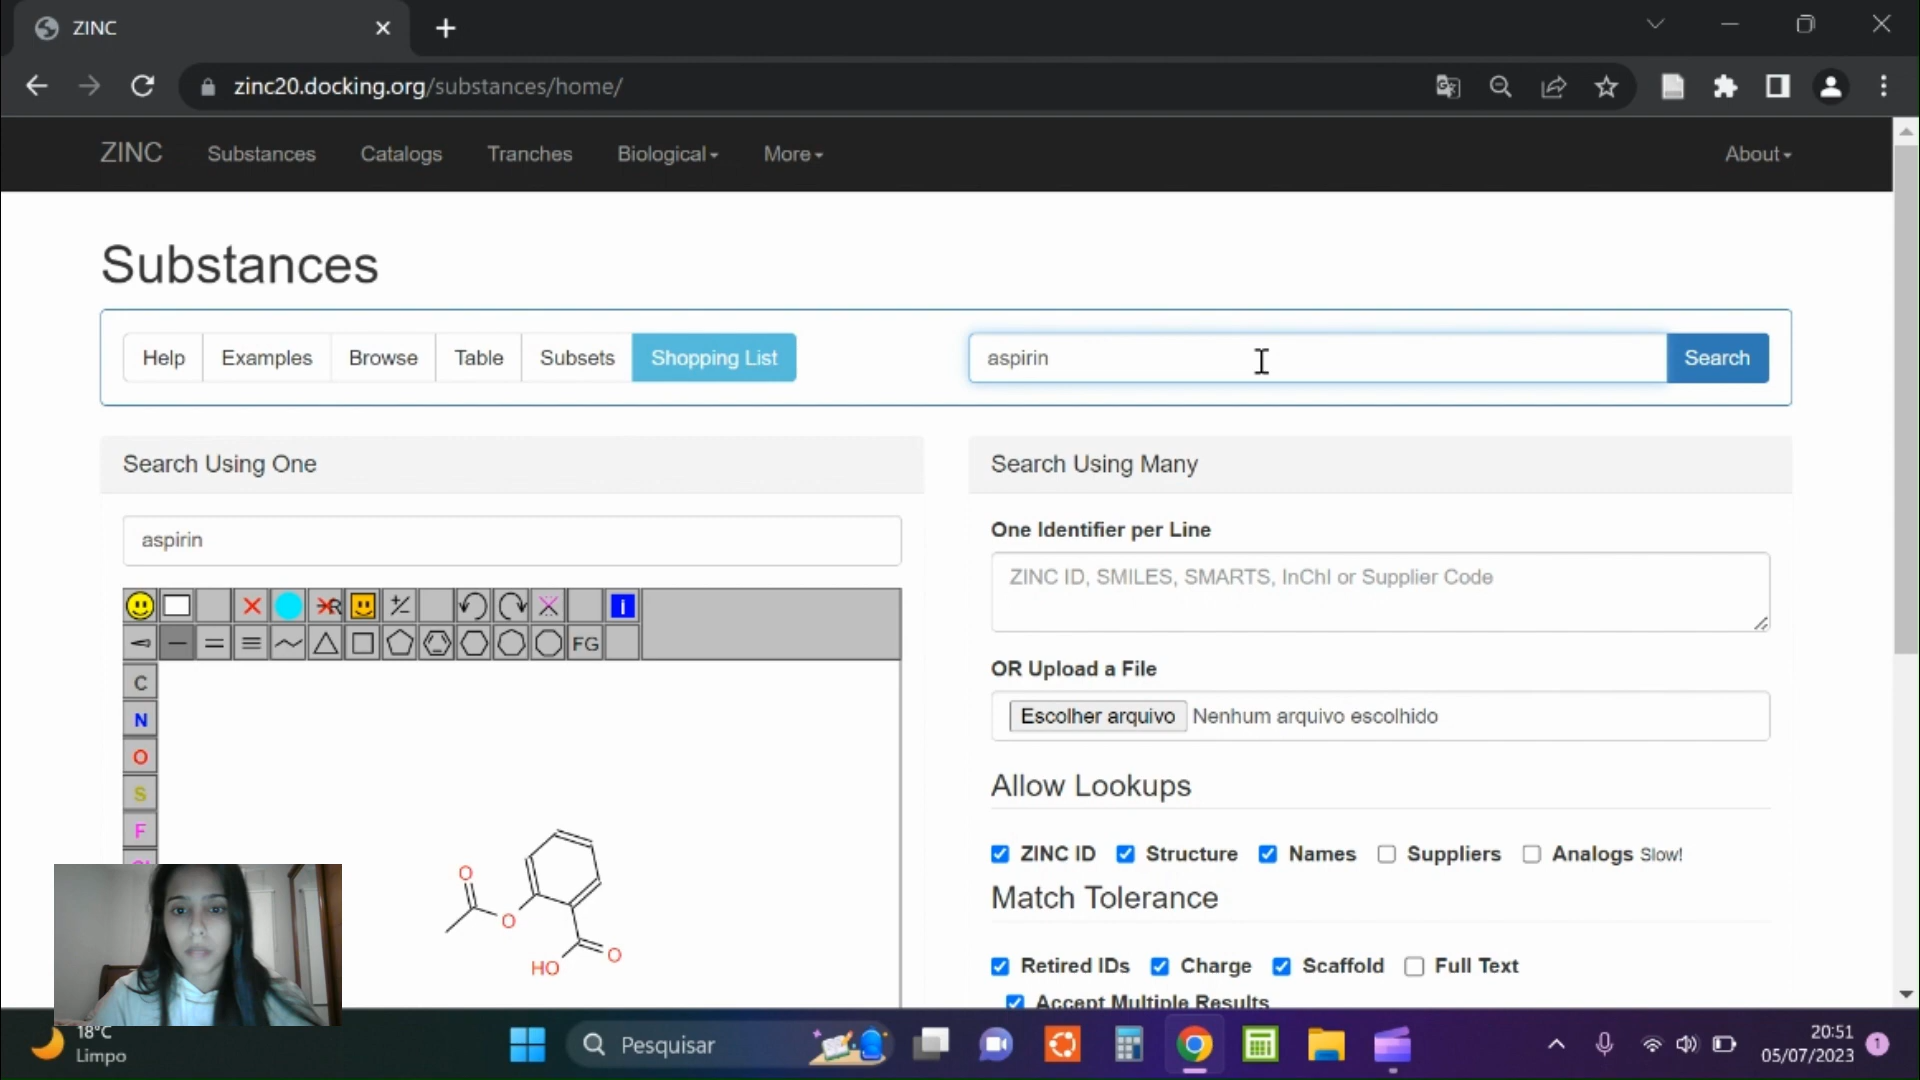 ZINC
zinc20.docking.org/substances/home/
ZINC Substances Catalogs Tranches Biological More About
Substances
Help Examples Browse Table Subsets Shopping List aspirin Search
Search Using One
aspirin
R
i
FG
C
N
O
S
F
O
O
HO
O
Search Using Many
One Identifier per Line
ZINC ID, SMILES, SMARTS, InChI or Supplier Code
OR Upload a File
Escolher arquivo Nenhum arquivo escolhido
Allow Lookups
ZINC ID Structure Names Suppliers Analogs Slow!
Match Tolerance
Retired IDs Charge Scaffold Full Text
Accept Multiple Results
18°C
Limpo
Pesquisar
20:51
05/07/2023
1